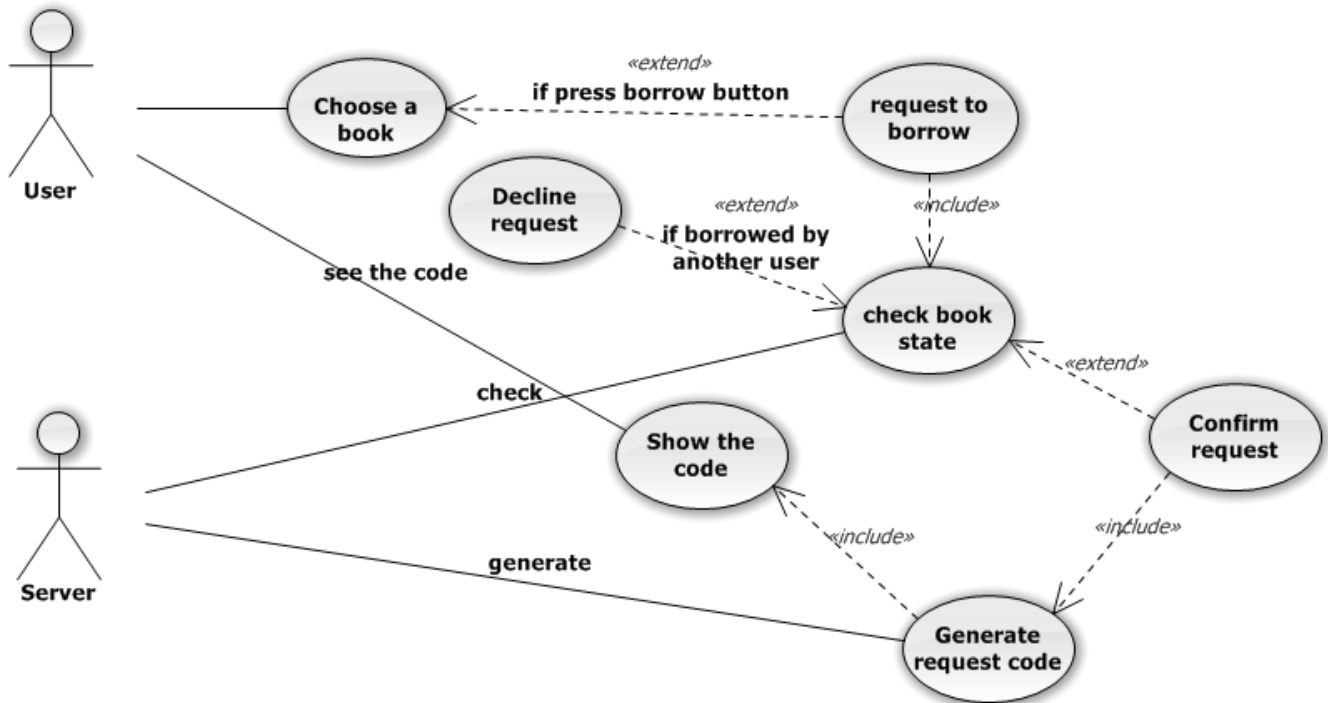 «extend»
if press borrow button
Choose a
book
request to
borrow
User
Decline
request
«extend»
if borrowed by
another user
«include»
see the code
check book
state
check
«extend»
Show the
code
Confirm
request
«include»
«include»
generate
Server
Generate
request code